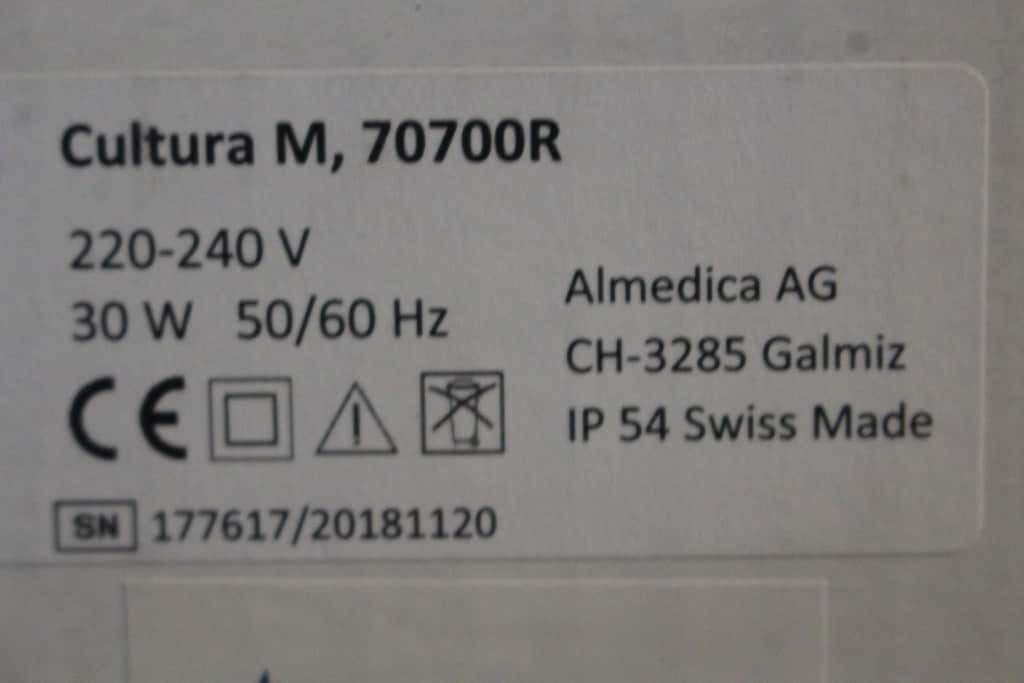 Cultura M, 70700R
220-240 V
30 W 50/60 Hz
Almedica AG
CH-3285 Galmiz
IP 54 Swiss Made
CE
SN 177617/20181120